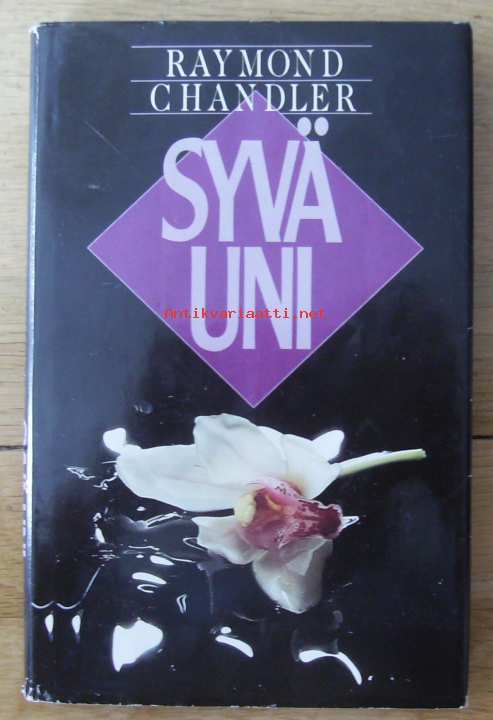 RAYMOND
CHANDLER
SYVÄ
UNI
Antikvariaatti.net